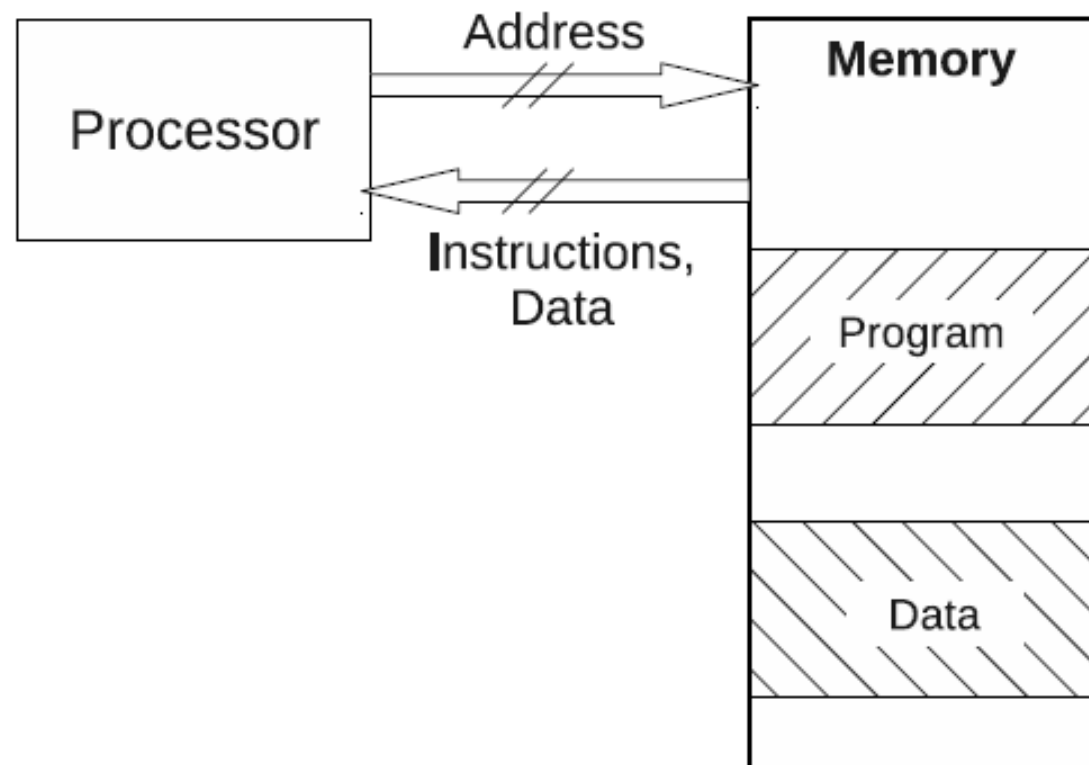 Address
Memory
Processor
Instructions,
Data
Program
Data